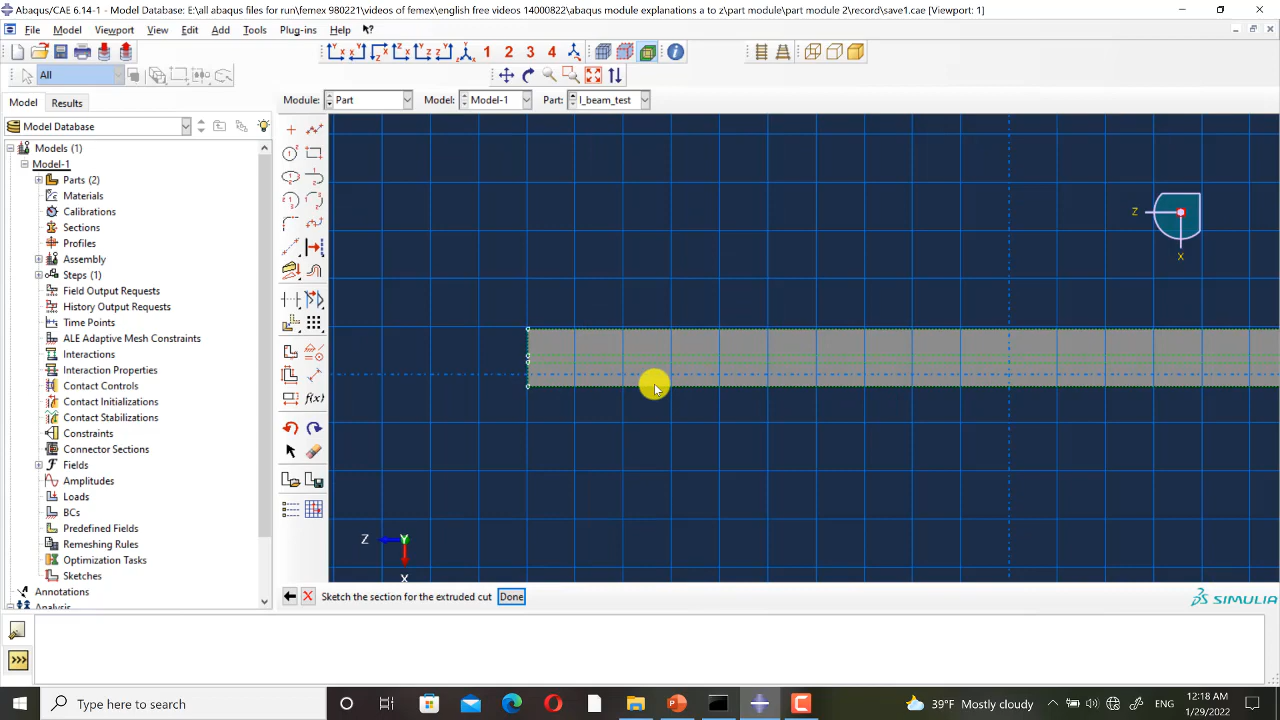 Abaqus/CAE 6.14-1 - Model Database: E:\all abaqus files for run\femex 980221\videos of femex\english free videos 14000822\abaqus module explanations a to z\part module\part module 2\record\save1.cae [Viewport: 1]
File Model Viewport View Edit Add Tools Plug-ins Help
1 2 3 4
All
Model Results Module: Part Model: Model-1 Part: I_beam_test
Model Database
Models (1)
Model-1
Parts (2)
Materials
Calibrations
Sections
Profiles
Assembly
Steps (1)
Field Output Requests
History Output Requests
Time Points
ALE Adaptive Mesh Constraints
Interactions
Interaction Properties
Contact Controls
Contact Initializations
Contact Stabilizations
Constraints
Connector Sections
Fields
Amplitudes
Loads
BCs
Predefined Fields
Remeshing Rules
Optimization Tasks
Sketches
Annotations
Analysis
f(x)
Z
X
Z Y
X
Sketch the section for the extruded cut Done
SIMULIA
>>>
Type here to search
39°F Mostly cloudy
ENG
12:18 AM
1/29/2022